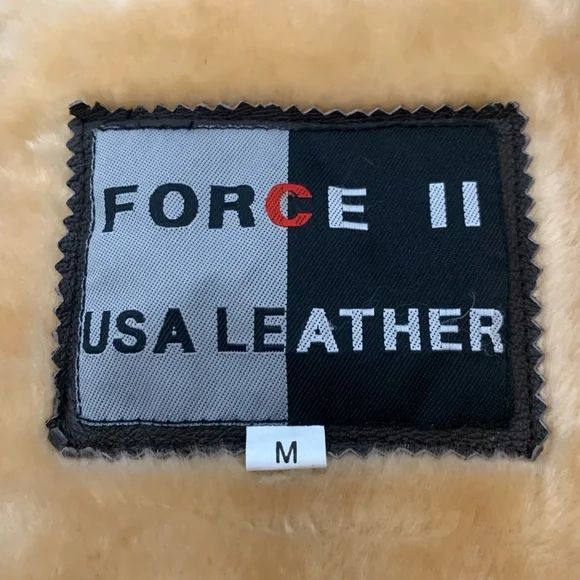 FORCE II
USA LEATHER
M